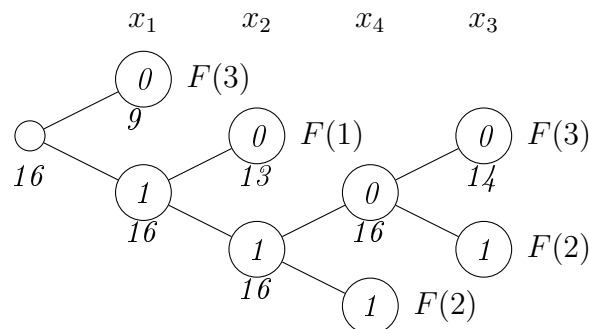 x₁ x₂ x₄ x₃
0 F(3)
9
0 F(1) 0 F(3)
16 13 14
1 0
16 16
1 1 F(2)
16
1 F(2)